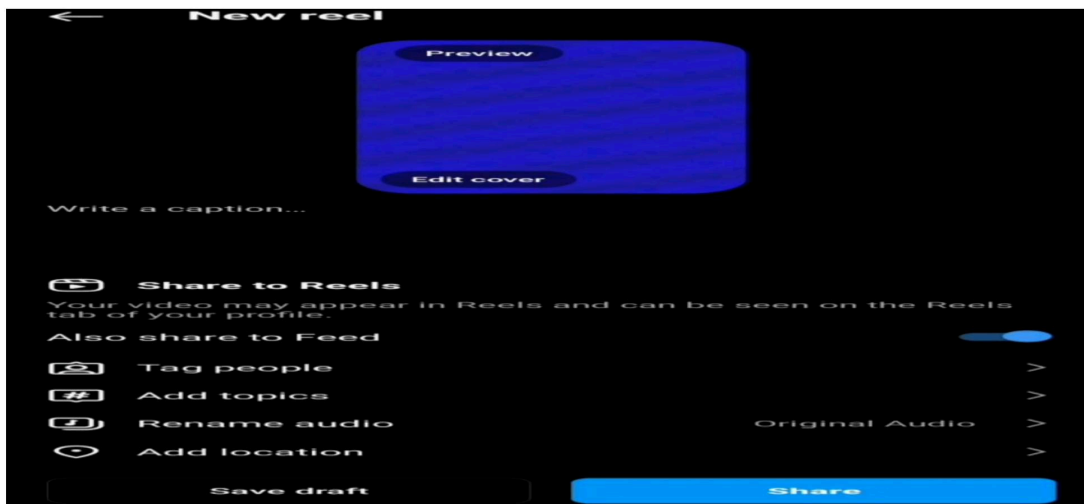 New reel
Preview
Edit cover
Write a caption...
Share to Reels
Your video may appear in Reels and can be seen on the Reels
tab of your profile.
Also share to Feed
Tag people
Add topics
Rename audio Original Audio
Add location
Save draft Share